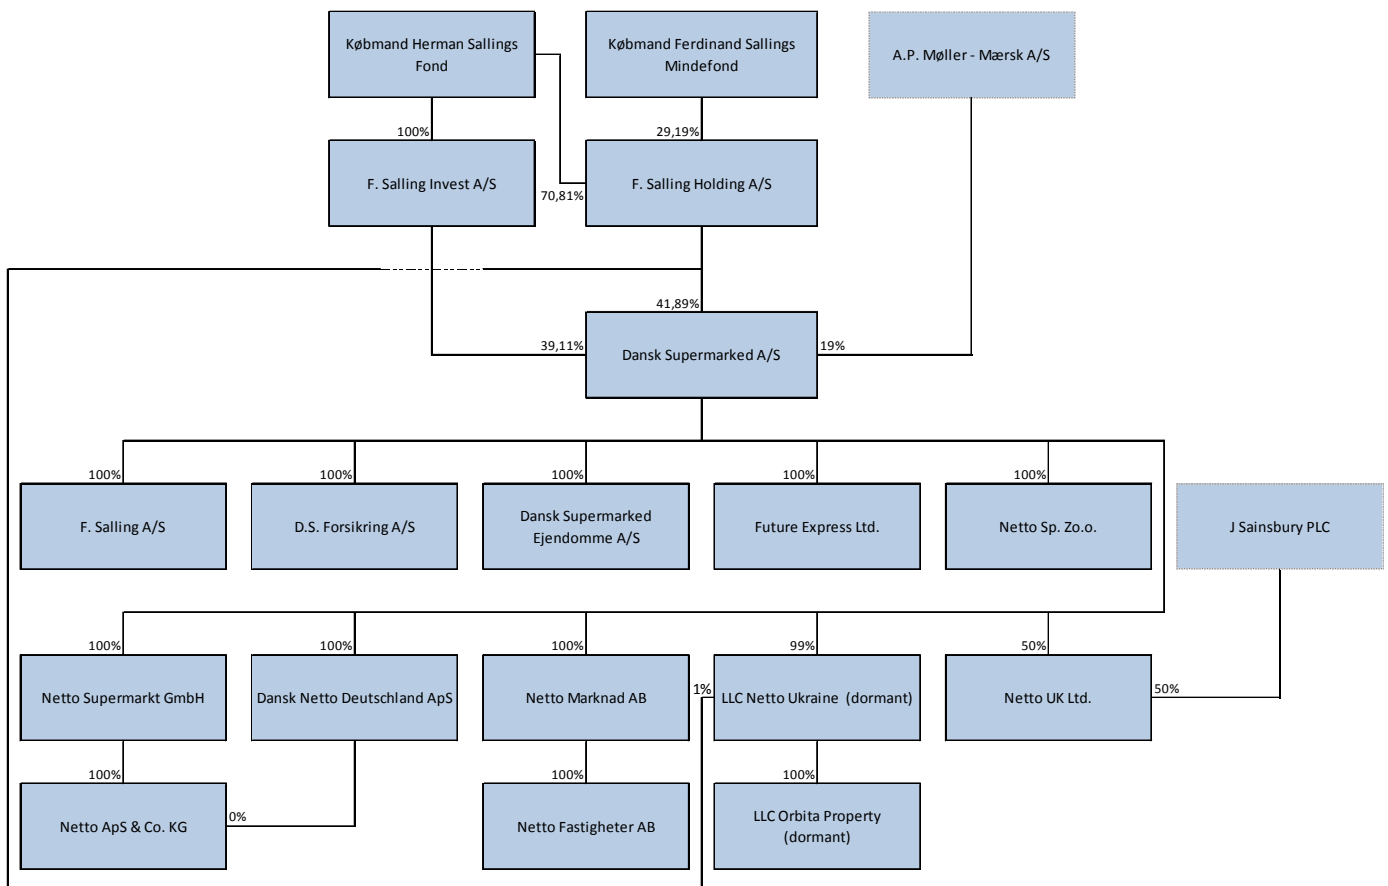 Købmand Herman Sallings
Fond
Købmand Ferdinand Sallings
Mindefond
A.P. Møller - Mærsk A/S
100%
29,19%
F. Salling Invest A/S
70,81%
F. Salling Holding A/S
41,89%
39,11%
Dansk Supermarked A/S
19%
100%
100%
100%
100%
100%
F. Salling A/S
D.S. Forsikring A/S
Dansk Supermarked
Ejendomme A/S
Future Express Ltd.
Netto Sp. Zo.o.
J Sainsbury PLC
100%
100%
100%
99%
50%
Netto Supermarkt GmbH
Dansk Netto Deutschland ApS
Netto Marknad AB
1%
LLC Netto Ukraine (dormant)
Netto UK Ltd.
50%
100%
100%
100%
Netto ApS & Co. KG
0%
Netto Fastigheter AB
LLC Orbita Property
(dormant)